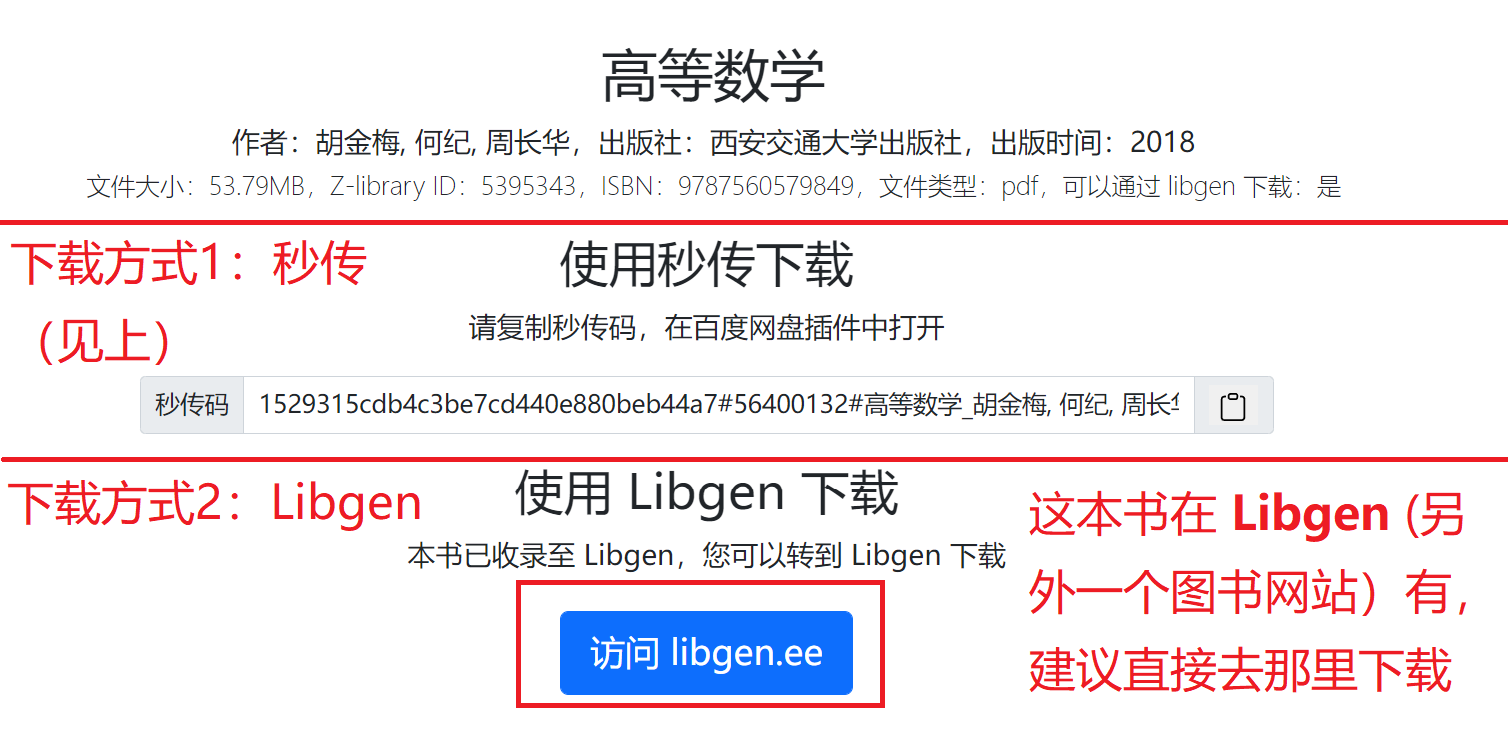 高等数学
作者：胡金梅, 何纪, 周长华，出版社：西安交通大学出版社，出版时间：2018
文件大小：53.79MB，Z-library ID：5395343，ISBN：9787560579849，文件类型：pdf，可以通过 libgen 下载：是
下载方式1：秒传
（见上）
使用秒传下载
请复制秒传码，在百度网盘插件中打开
秒传码 1529315cdb4c3be7cd440e880beb44a7#56400132#高等数学_胡金梅, 何纪, 周长
下载方式2：Libgen
使用 Libgen 下载
本书已收录至 Libgen，您可以转到 Libgen 下载
访问 libgen.ee
这本书在 Libgen (另
外一个图书网站）有，
建议直接去那里下载